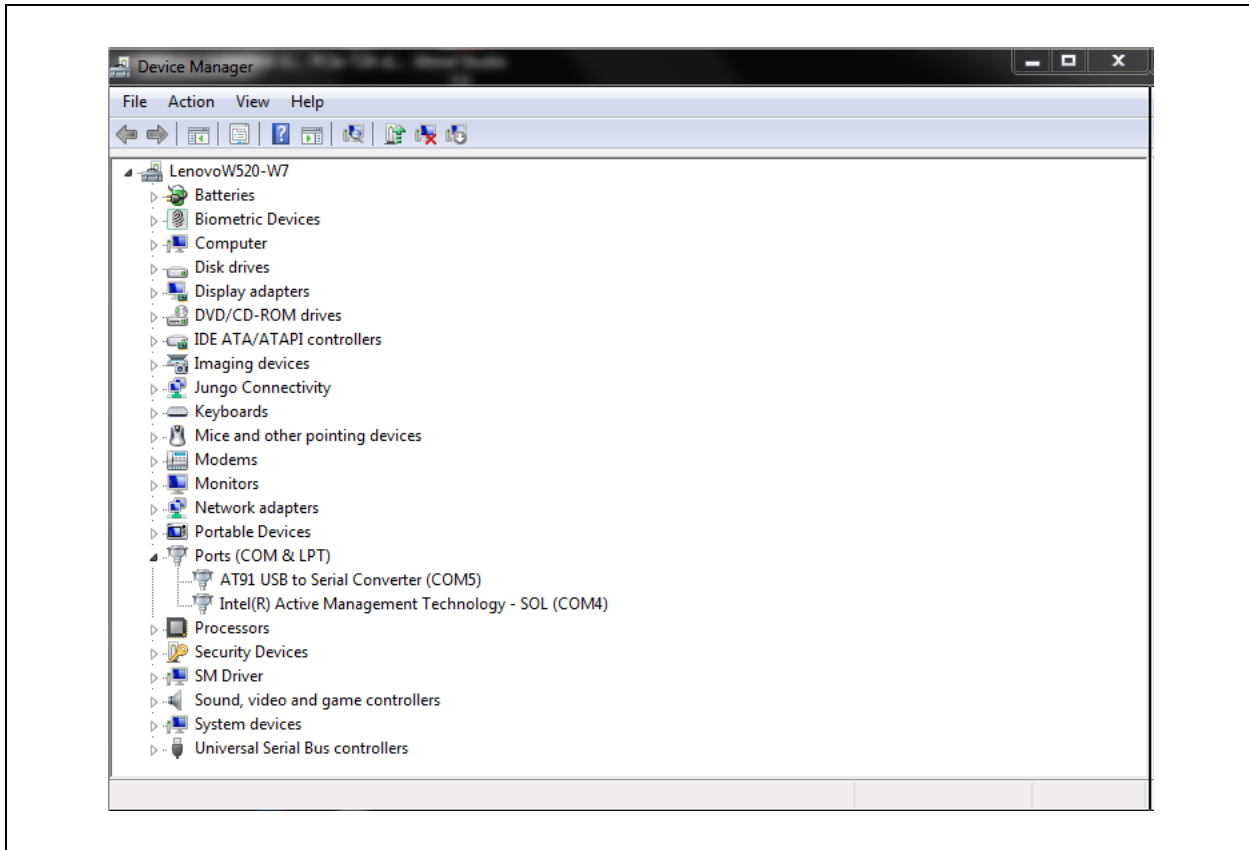 Device Manager
File Action View Help
LenovoW520-W7
Batteries
Biometric Devices
Computer
Disk drives
Display adapters
DVD/CD-ROM drives
IDE ATA/ATAPI controllers
Imaging devices
Jungo Connectivity
Keyboards
Mice and other pointing devices
Modems
Monitors
Network adapters
Portable Devices
Ports (COM & LPT)
AT91 USB to Serial Converter (COM5)
Intel(R) Active Management Technology - SOL (COM4)
Processors
Security Devices
SM Driver
Sound, video and game controllers
System devices
Universal Serial Bus controllers